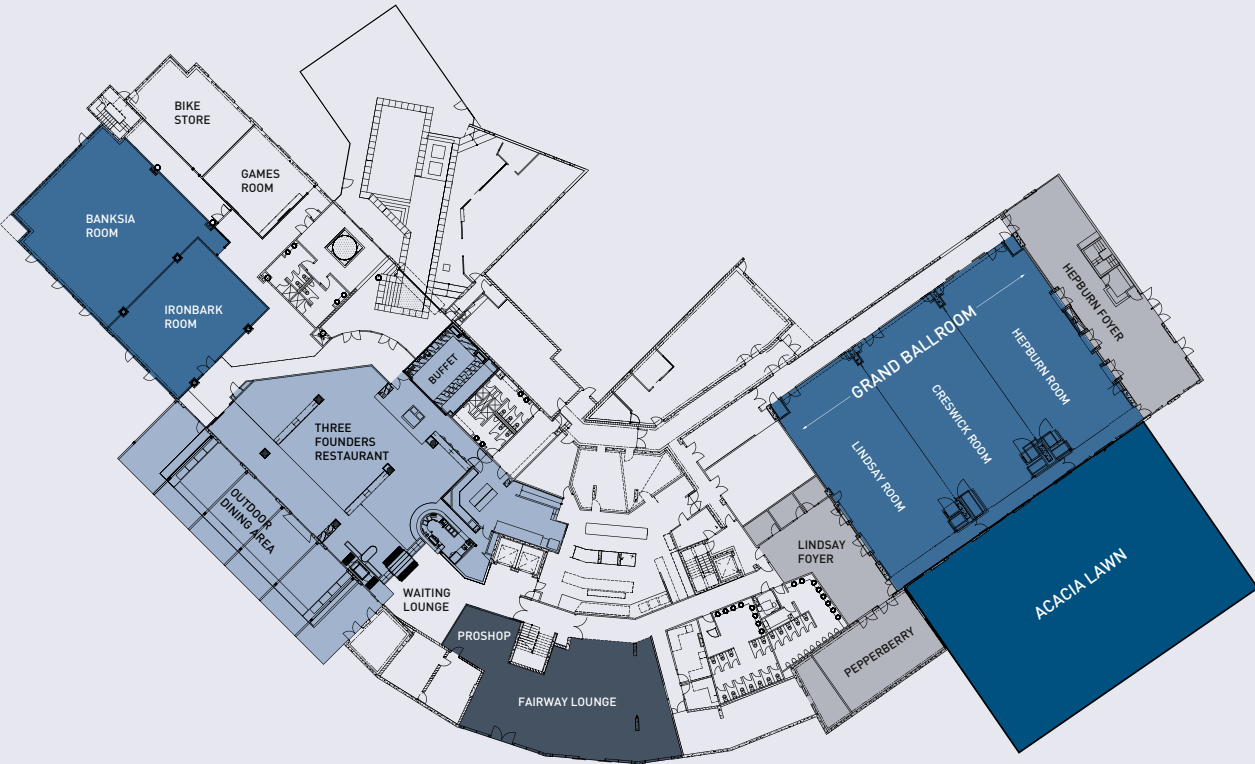 BIKE
STORE
GAMES
ROOM
BANKSIA
ROOM
IRONBARK
ROOM
BUFFET
THREE
FOUNDERS
RESTAURANT
OUTDOOR
DINING AREA
WAITING
LOUNGE
PROSHOP
FAIRWAY LOUNGE
HEPBURN FOYER
GRAND BALLROOM
HEPBURN ROOM
CRESWICK ROOM
LINDSAY ROOM
LINDSAY
FOYER
PEPPERBERRY
ACACIA LAWN